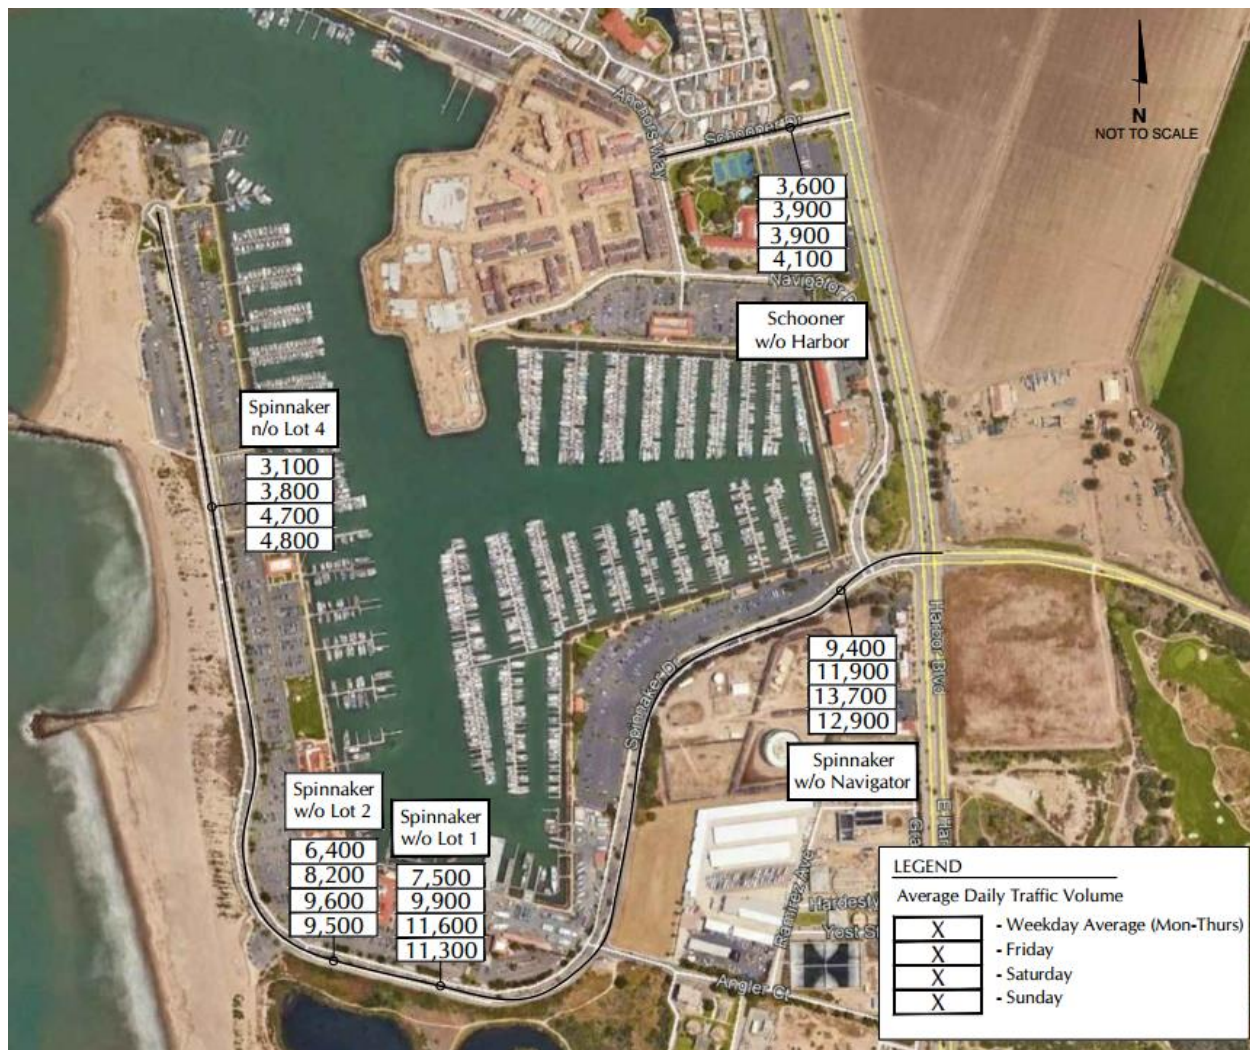 N
NOT TO SCALE
Anchors Way
Schooner Dr
3,600
3,900
3,900
4,100
Navigator
Schooner
w/o Harbor
Spinnaker
n/o Lot 4
3,100
3,800
4,700
4,800
Harbor Blvd
Spinnaker D
9,400
11,900
13,700
12,900
Spinnaker
w/o Navigator
Spinnaker
w/o Lot 2
6,400
8,200
9,600
9,500
Spinnaker
w/o Lot 1
7,500
9,900
11,600
11,300
E Har
Gra
Ramirez Ave
Hardesty
Yost S
Angler Ct
LEGEND
Average Daily Traffic Volume
X - Weekday Average (Mon-Thurs)
X - Friday
X - Saturday
X - Sunday